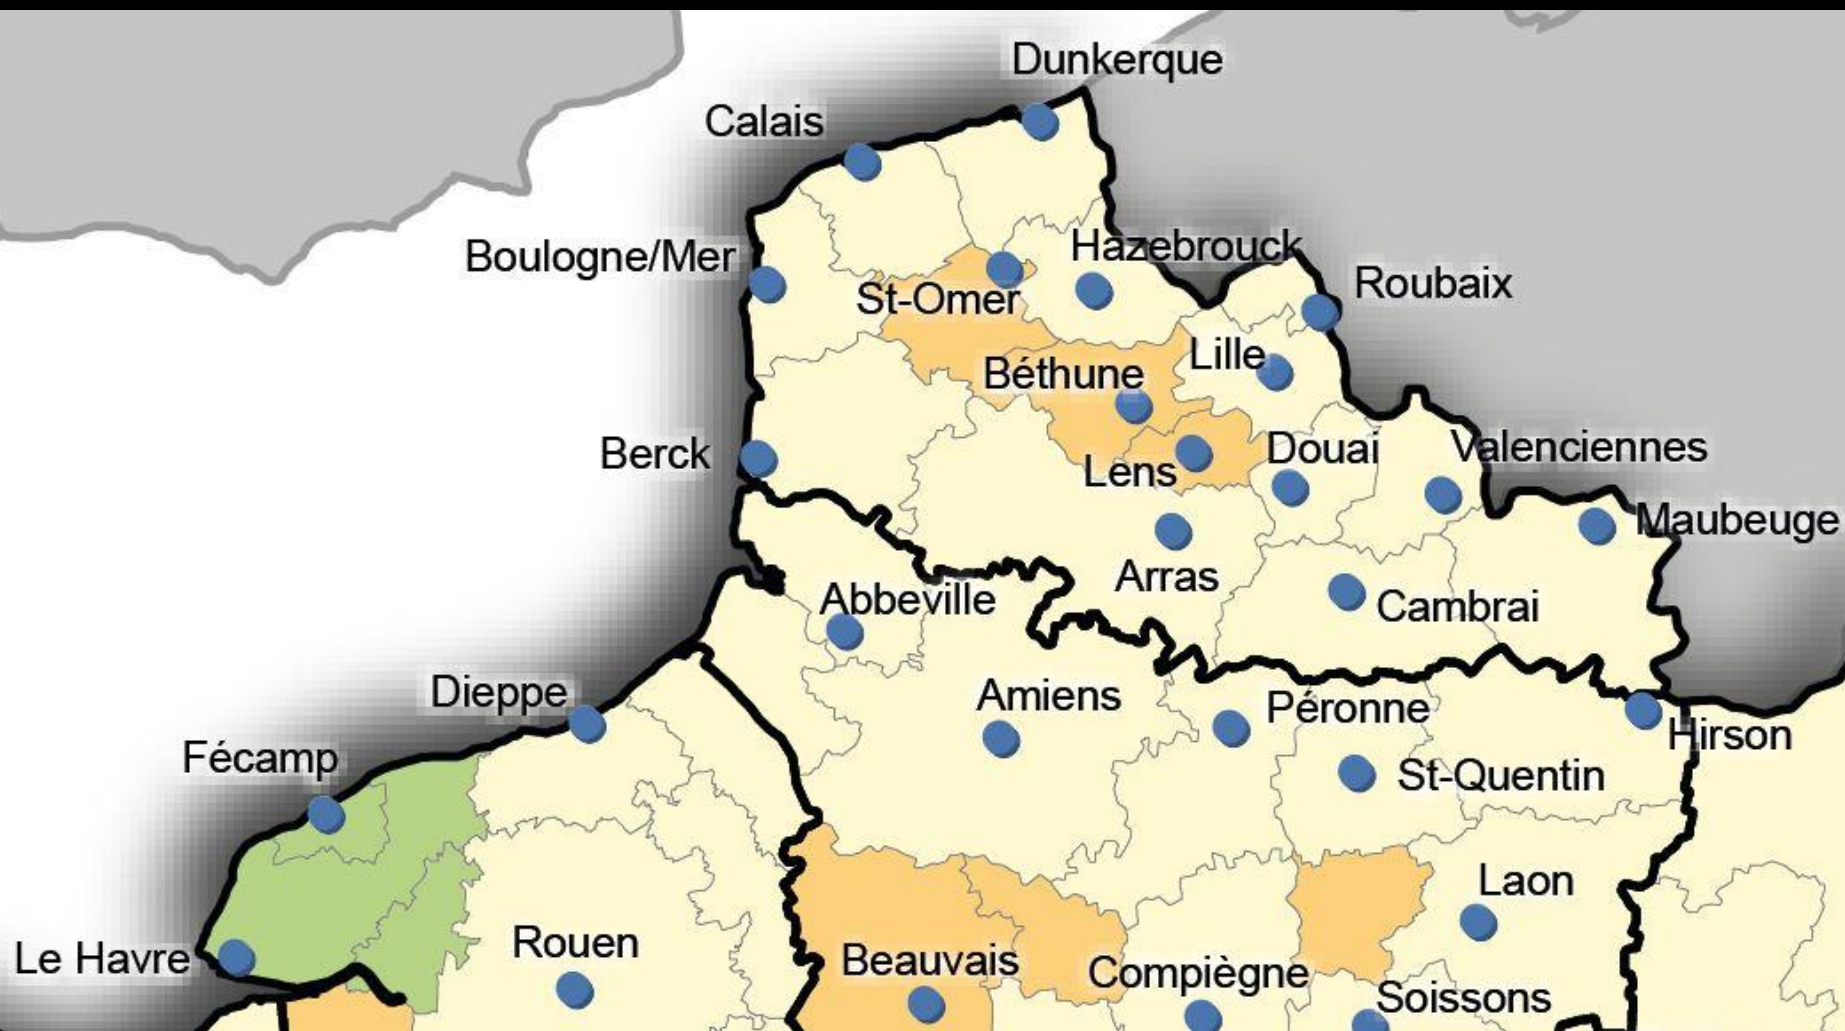 Dunkerque
Calais
Hazebrouck
Boulogne/Mer
Roubaix
St-Omer
Lille
Béthune
Valenciennes
Douai
Berck
Lens
Maubeuge
Arras
Abbeville
Cambrai
Dieppe
Amiens
Péronne
Hirson
Fécamp
St-Quentin
Laon
Rouen
Le Havre
Beauvais
Compiègne
Soissons